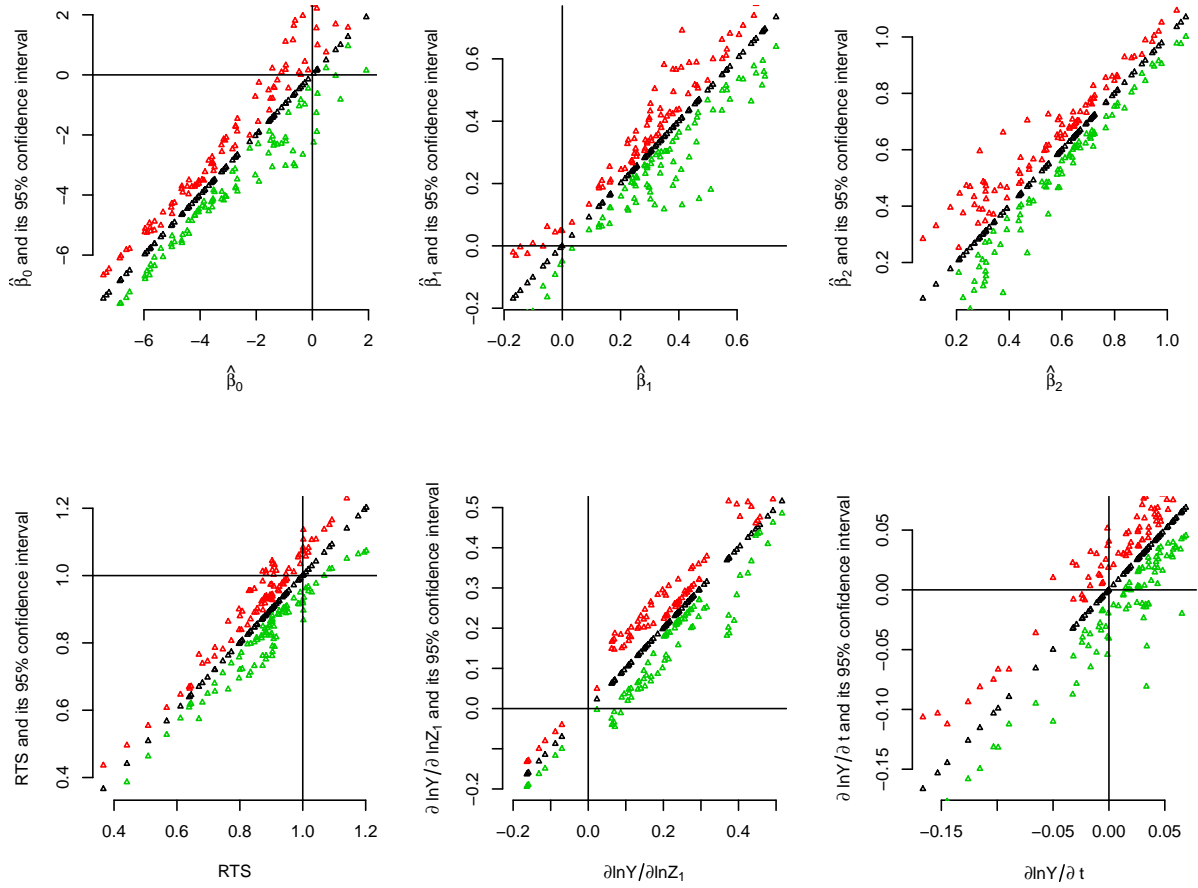 β̂₀ and its 95% confidence interval
0
−2
−4
−6
−6 −4 −2 0 2
β̂₀
β̂₁ and its 95% confidence interval
0.6
0.4
0.2
0.0
−0.2
−0.2 0.0 0.2 0.4 0.6
β̂₁
β̂₂ and its 95% confidence interval
1.0
0.8
0.6
0.4
0.2
0.2 0.4 0.6 0.8 1.0
β̂₂
RTS and its 95% confidence interval
1.2
1.0
0.8
0.6
0.4
0.4 0.6 0.8 1.0 1.2
RTS
∂ lnY/∂ lnZ₁ and its 95% confidence interval
0.5
0.4
0.3
0.2
0.1
0.0
−0.2
−0.2 0.0 0.2 0.4
∂lnY/∂lnZ₁
∂ lnY/∂ t and its 95% confidence interval
0.05
0.00
−0.05
−0.10
−0.15
−0.15 −0.05 0.00 0.05
∂lnY/∂ t